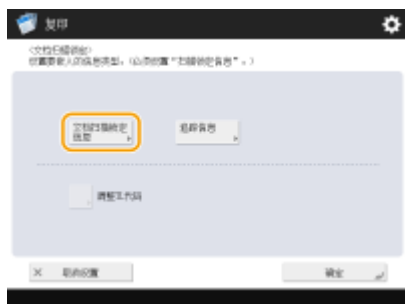 复印
<文档扫描锁定>
设置要嵌入的信息类型。(必须设置"扫描锁定信息"。)
文档扫描锁定
信息
追踪信息
调整交代码
× 取消设置
确定